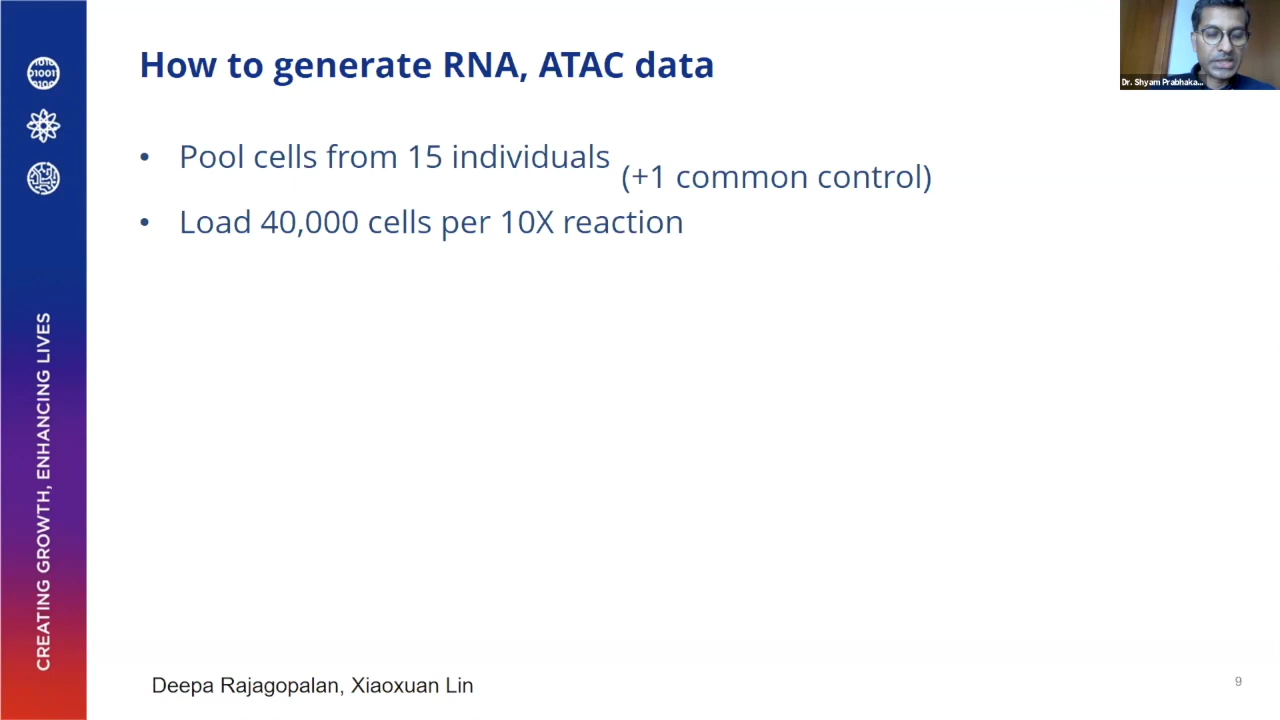 How to generate RNA, ATAC data
Dr. Shyam Prabhaka...
• Pool cells from 15 individuals
(+1 common control)
• Load 40,000 cells per 10X reaction
CREATING GROWTH, ENHANCING LIVES
Deepa Rajagopalan, Xiaoxuan Lin
9